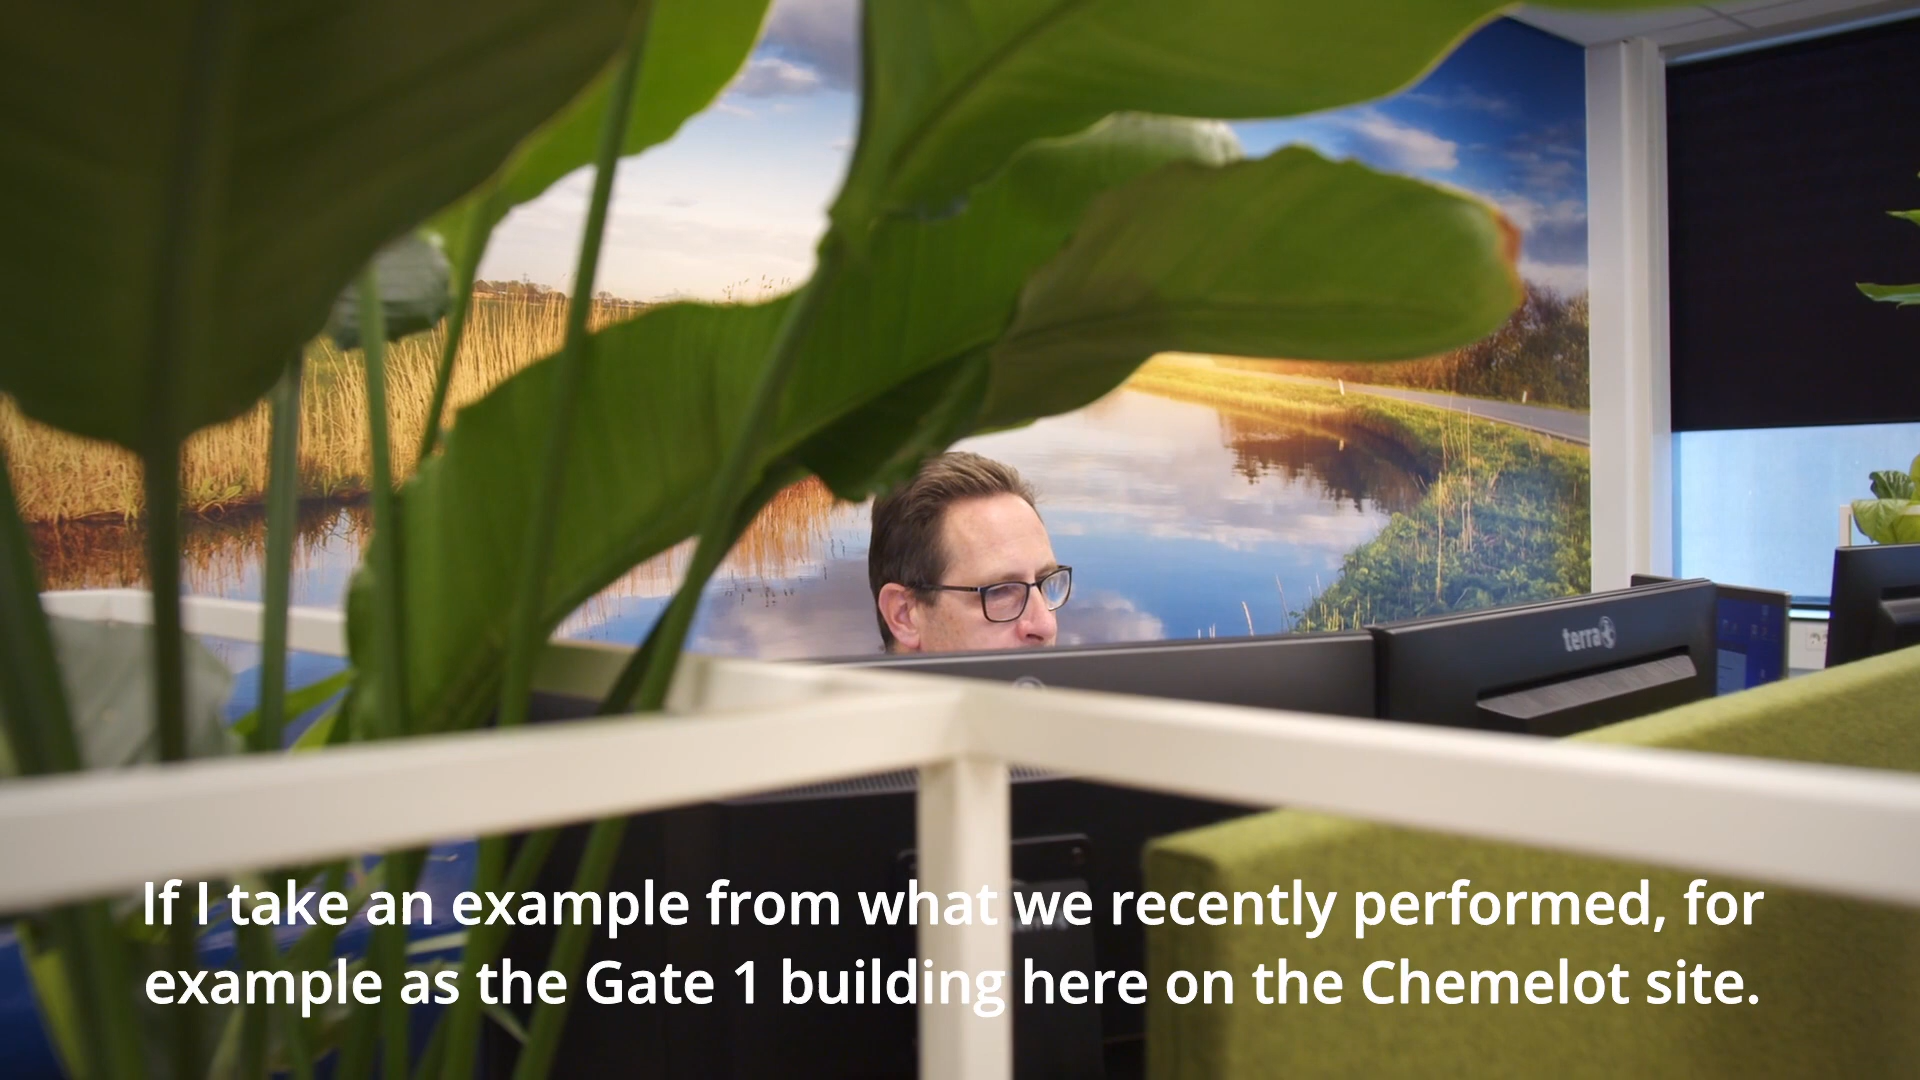 terra
If I take an example from what we recently performed, for
example as the Gate 1 building here on the Chemelot site.